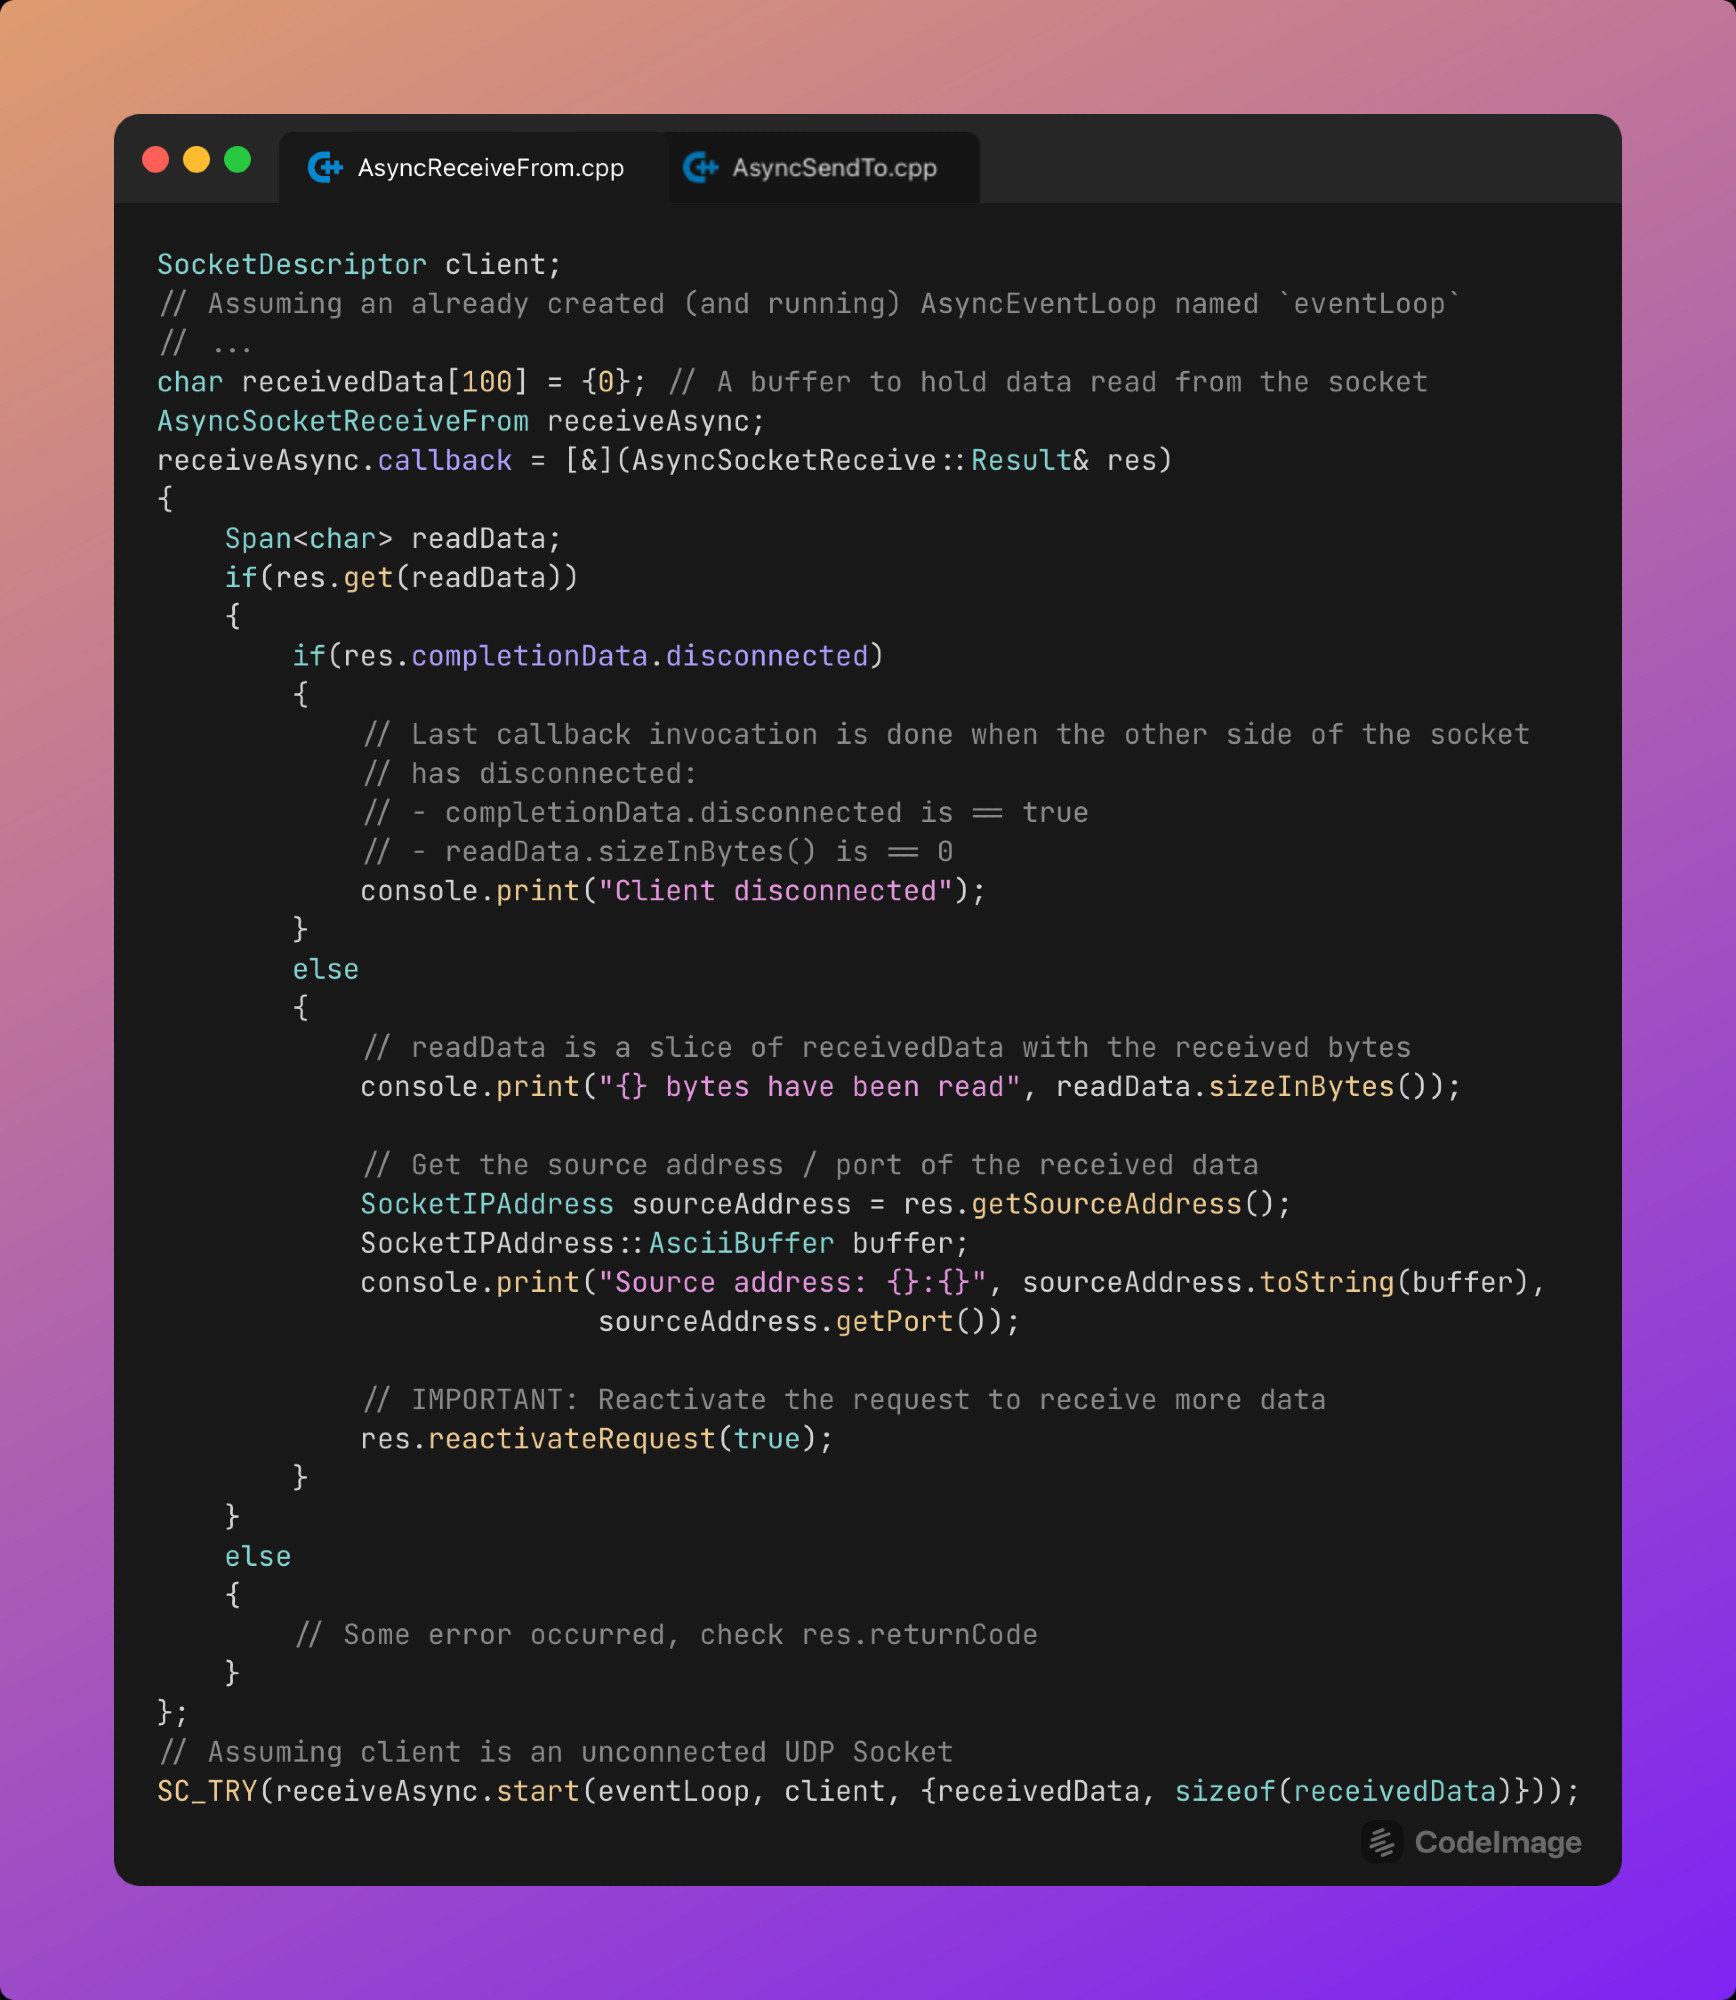 AsyncReceiveFrom.cpp AsyncSendTo.cpp
SocketDescriptor client;
// Assuming an already created (and running) AsyncEventLoop named `eventLoop`
// ...
char receivedData[100] = {0}; // A buffer to hold data read from the socket
AsyncSocketReceiveFrom receiveAsync;
receiveAsync.callback = [&](AsyncSocketReceive::Result& res)
{
    Span<char> readData;
    if(res.get(readData))
    {
        if(res.completionData.disconnected)
        {
            // Last callback invocation is done when the other side of the socket
            // has disconnected:
            // - completionData.disconnected is == true
            // - readData.sizeInBytes() is == 0
            console.print("Client disconnected");
        }
        else
        {
            // readData is a slice of receivedData with the received bytes
            console.print("{} bytes have been read", readData.sizeInBytes());

            // Get the source address / port of the received data
            SocketIPAddress sourceAddress = res.getSourceAddress();
            SocketIPAddress::AsciiBuffer buffer;
            console.print("Source address: {}:{}", sourceAddress.toString(buffer),
                          sourceAddress.getPort());

            // IMPORTANT: Reactivate the request to receive more data
            res.reactivateRequest(true);
        }
    }
    else
    {
        // Some error occurred, check res.returnCode
    }
};
// Assuming client is an unconnected UDP Socket
SC_TRY(receiveAsync.start(eventLoop, client, {receivedData, sizeof(receivedData)}));
CodeImage